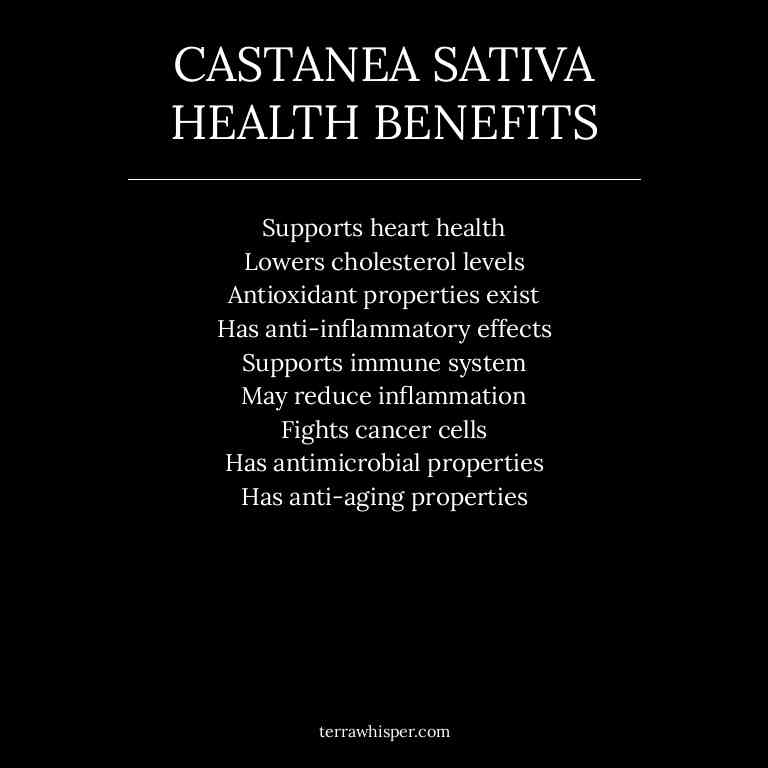 CASTANEA SATIVA
HEALTH BENEFITS
Supports heart health
Lowers cholesterol levels
Antioxidant properties exist
Has anti-inflammatory effects
Supports immune system
May reduce inflammation
Fights cancer cells
Has antimicrobial properties
Has anti-aging properties
terrawhisper.com